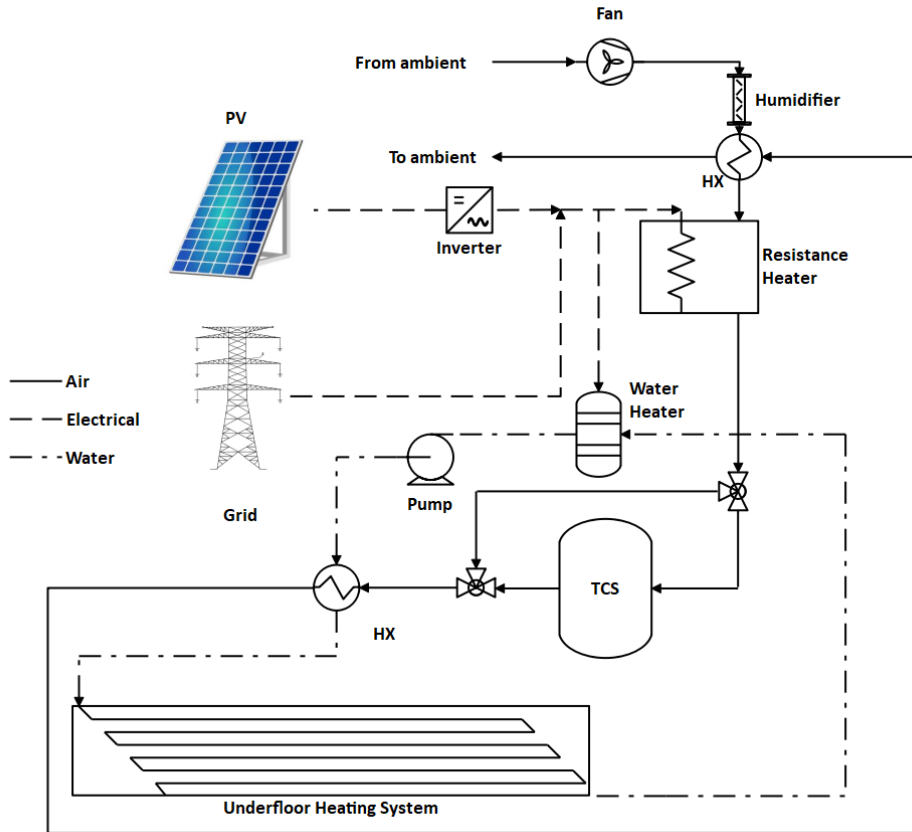 Fan
From ambient
Humidifier
PV
To ambient
HX
Inverter
Resistance
Heater
Air
Electrical
Water
Water
Heater
Pump
Grid
TCS
HX
Underfloor Heating System